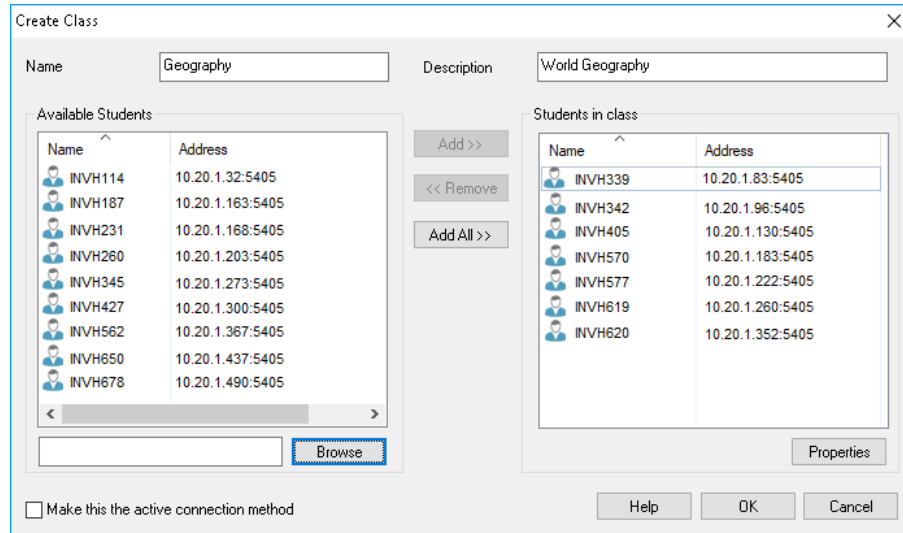 Create Class
Name Geography Description World Geography
Available Students Students in class
Name Address Add >> Name Address
INVH114 10.20.1.32:5405 INVH339 10.20.1.83:5405
INVH187 10.20.1.163:5405 << Remove INVH342 10.20.1.96:5405
INVH231 10.20.1.168:5405 Add All >> INVH405 10.20.1.130:5405
INVH260 10.20.1.203:5405 INVH570 10.20.1.183:5405
INVH345 10.20.1.273:5405 INVH577 10.20.1.222:5405
INVH427 10.20.1.300:5405 INVH619 10.20.1.260:5405
INVH562 10.20.1.367:5405 INVH620 10.20.1.352:5405
INVH650 10.20.1.437:5405
INVH678 10.20.1.490:5405
Browse Properties
Make this the active connection method Help OK Cancel